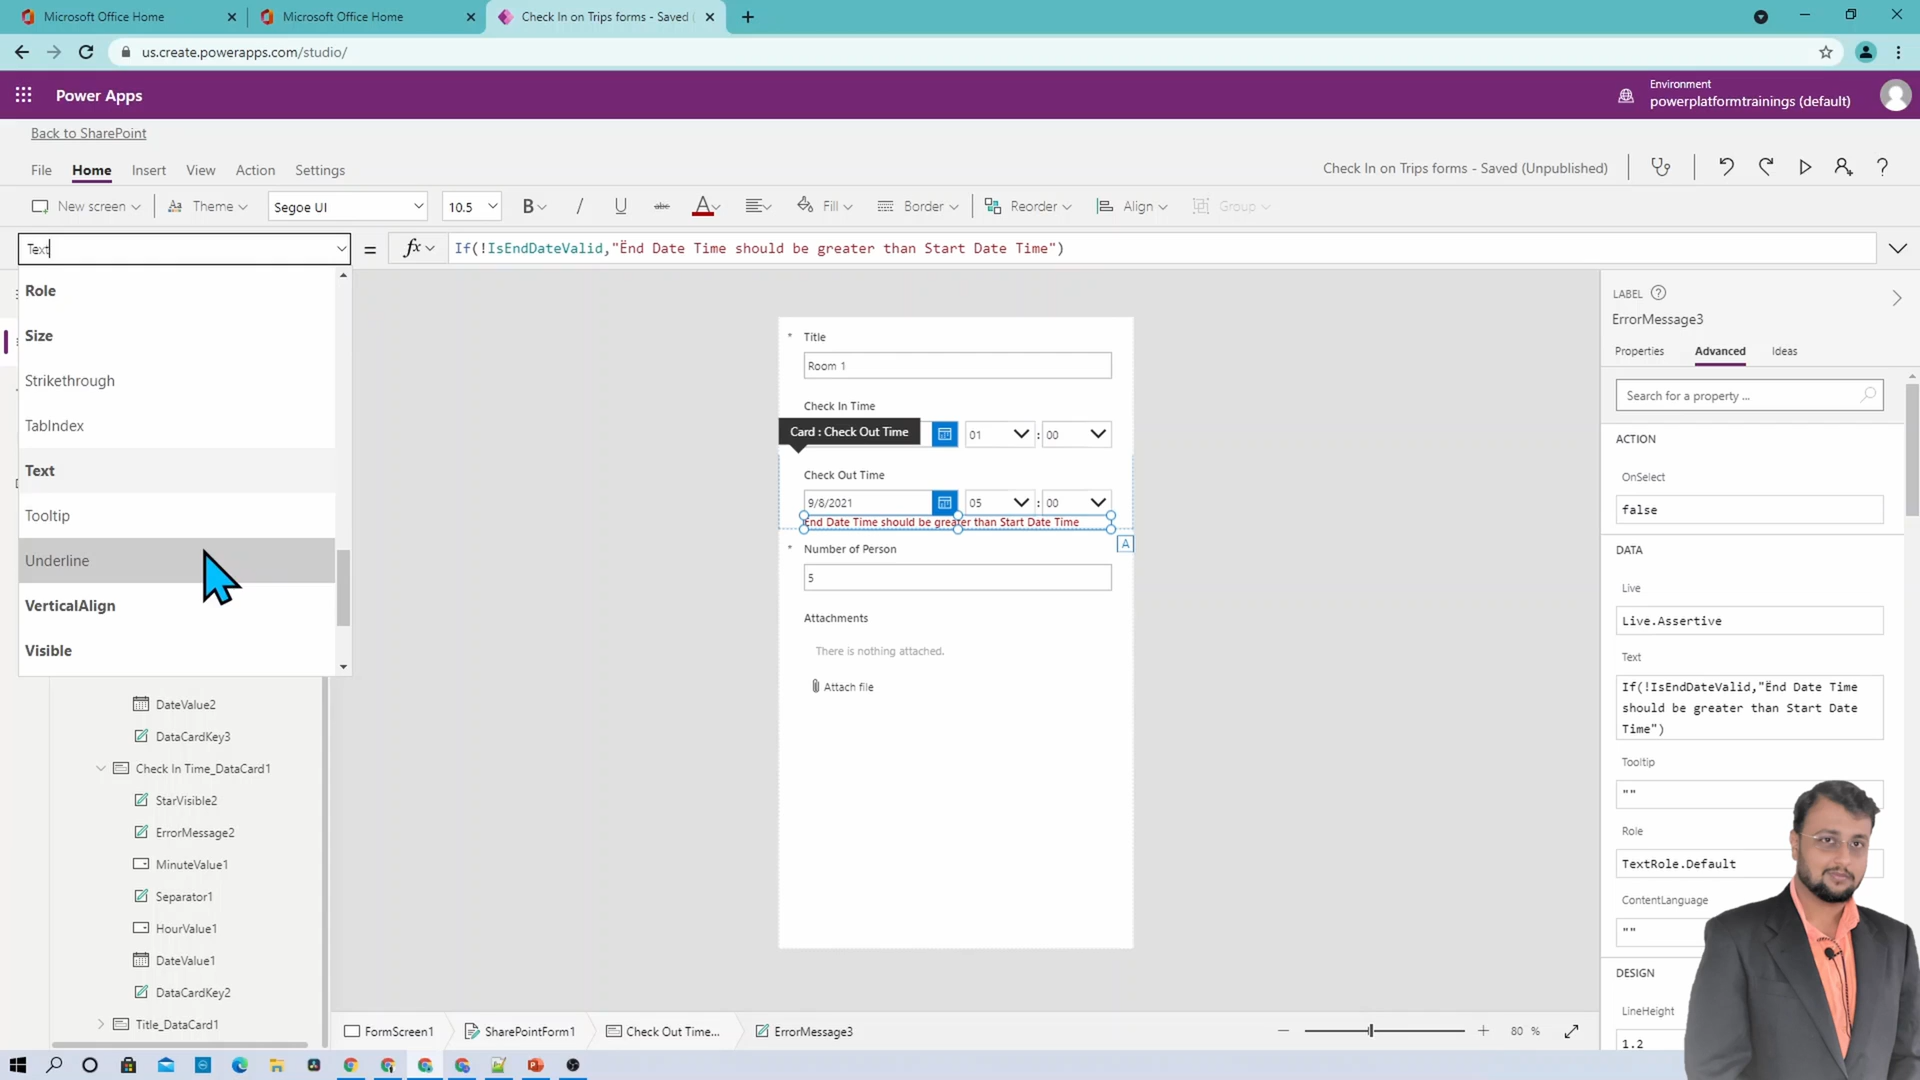 Microsoft Office Home
Microsoft Office Home
Check In on Trips forms - Saved (
us.create.powerapps.com/studio/
Power Apps
Environment
powerplatformtrainings (default)
Back to SharePoint
File Home Insert View Action Settings
Check In on Trips forms - Saved (Unpublished)
New screen Theme Segoe UI 10.5 B / U abc A Fill Border Reorder Align Group
Text = fx If(!IsEndDateValid,"Ënd Date Time should be greater than Start Date Time")
Role
Size
Strikethrough
TabIndex
Text
Tooltip
Underline
VerticalAlign
Visible
DateValue2
DataCardKey3
Check In Time_DataCard1
StarVisible2
ErrorMessage2
MinuteValue1
Separator1
HourValue1
DateValue1
DataCardKey2
Title_DataCard1
* Title
Room 1
Check In Time
Card : Check Out Time
01 : 00
Check Out Time
9/8/2021 05 : 00
Ënd Date Time should be greater than Start Date Time
A
* Number of Person
5
Attachments
There is nothing attached.
Attach file
LABEL
ErrorMessage3
Properties Advanced Ideas
Search for a property ...
ACTION
OnSelect
false
DATA
Live
Live.Assertive
Text
If(!IsEndDateValid,"Ënd Date Time
should be greater than Start Date
Time")
Tooltip
""
Role
TextRole.Default
ContentLanguage
""
DESIGN
LineHeight
1.2
FormScreen1 SharePointForm1 Check Out Time... ErrorMessage3
80 %